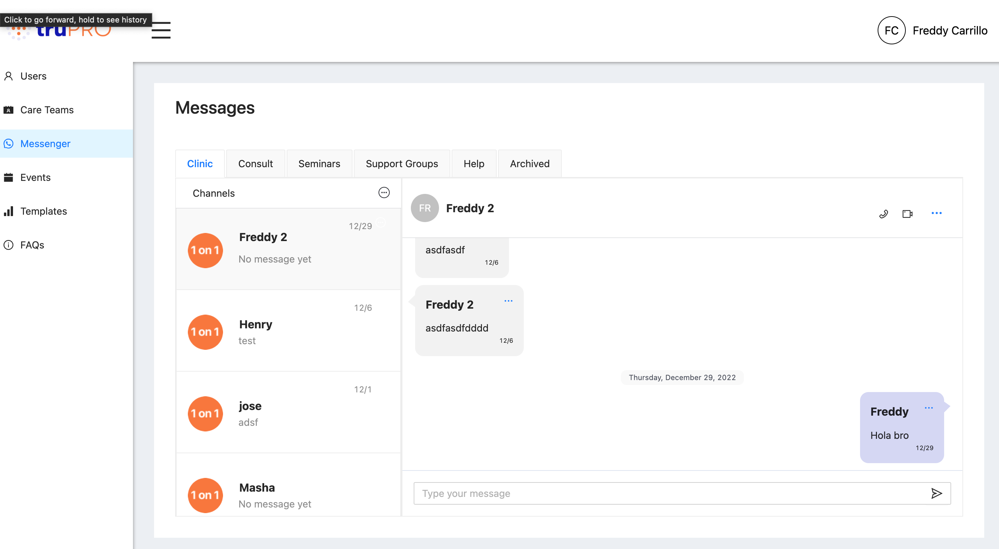 Click to go forward, hold to see history
truPRO
FC Freddy Carrillo
Users
Care Teams
Messenger
Events
Templates
FAQs
Messages
Clinic Consult Seminars Support Groups Help Archived
Channels
12/29
1 on 1 Freddy 2
No message yet
12/6
1 on 1 Henry
test
12/1
1 on 1 jose
adsf
1 on 1 Masha
No message yet
FR Freddy 2
asdfasdf
12/6
Freddy 2
asdfasdfdddd
12/6
Thursday, December 29, 2022
Freddy
Hola bro
12/29
Type your message